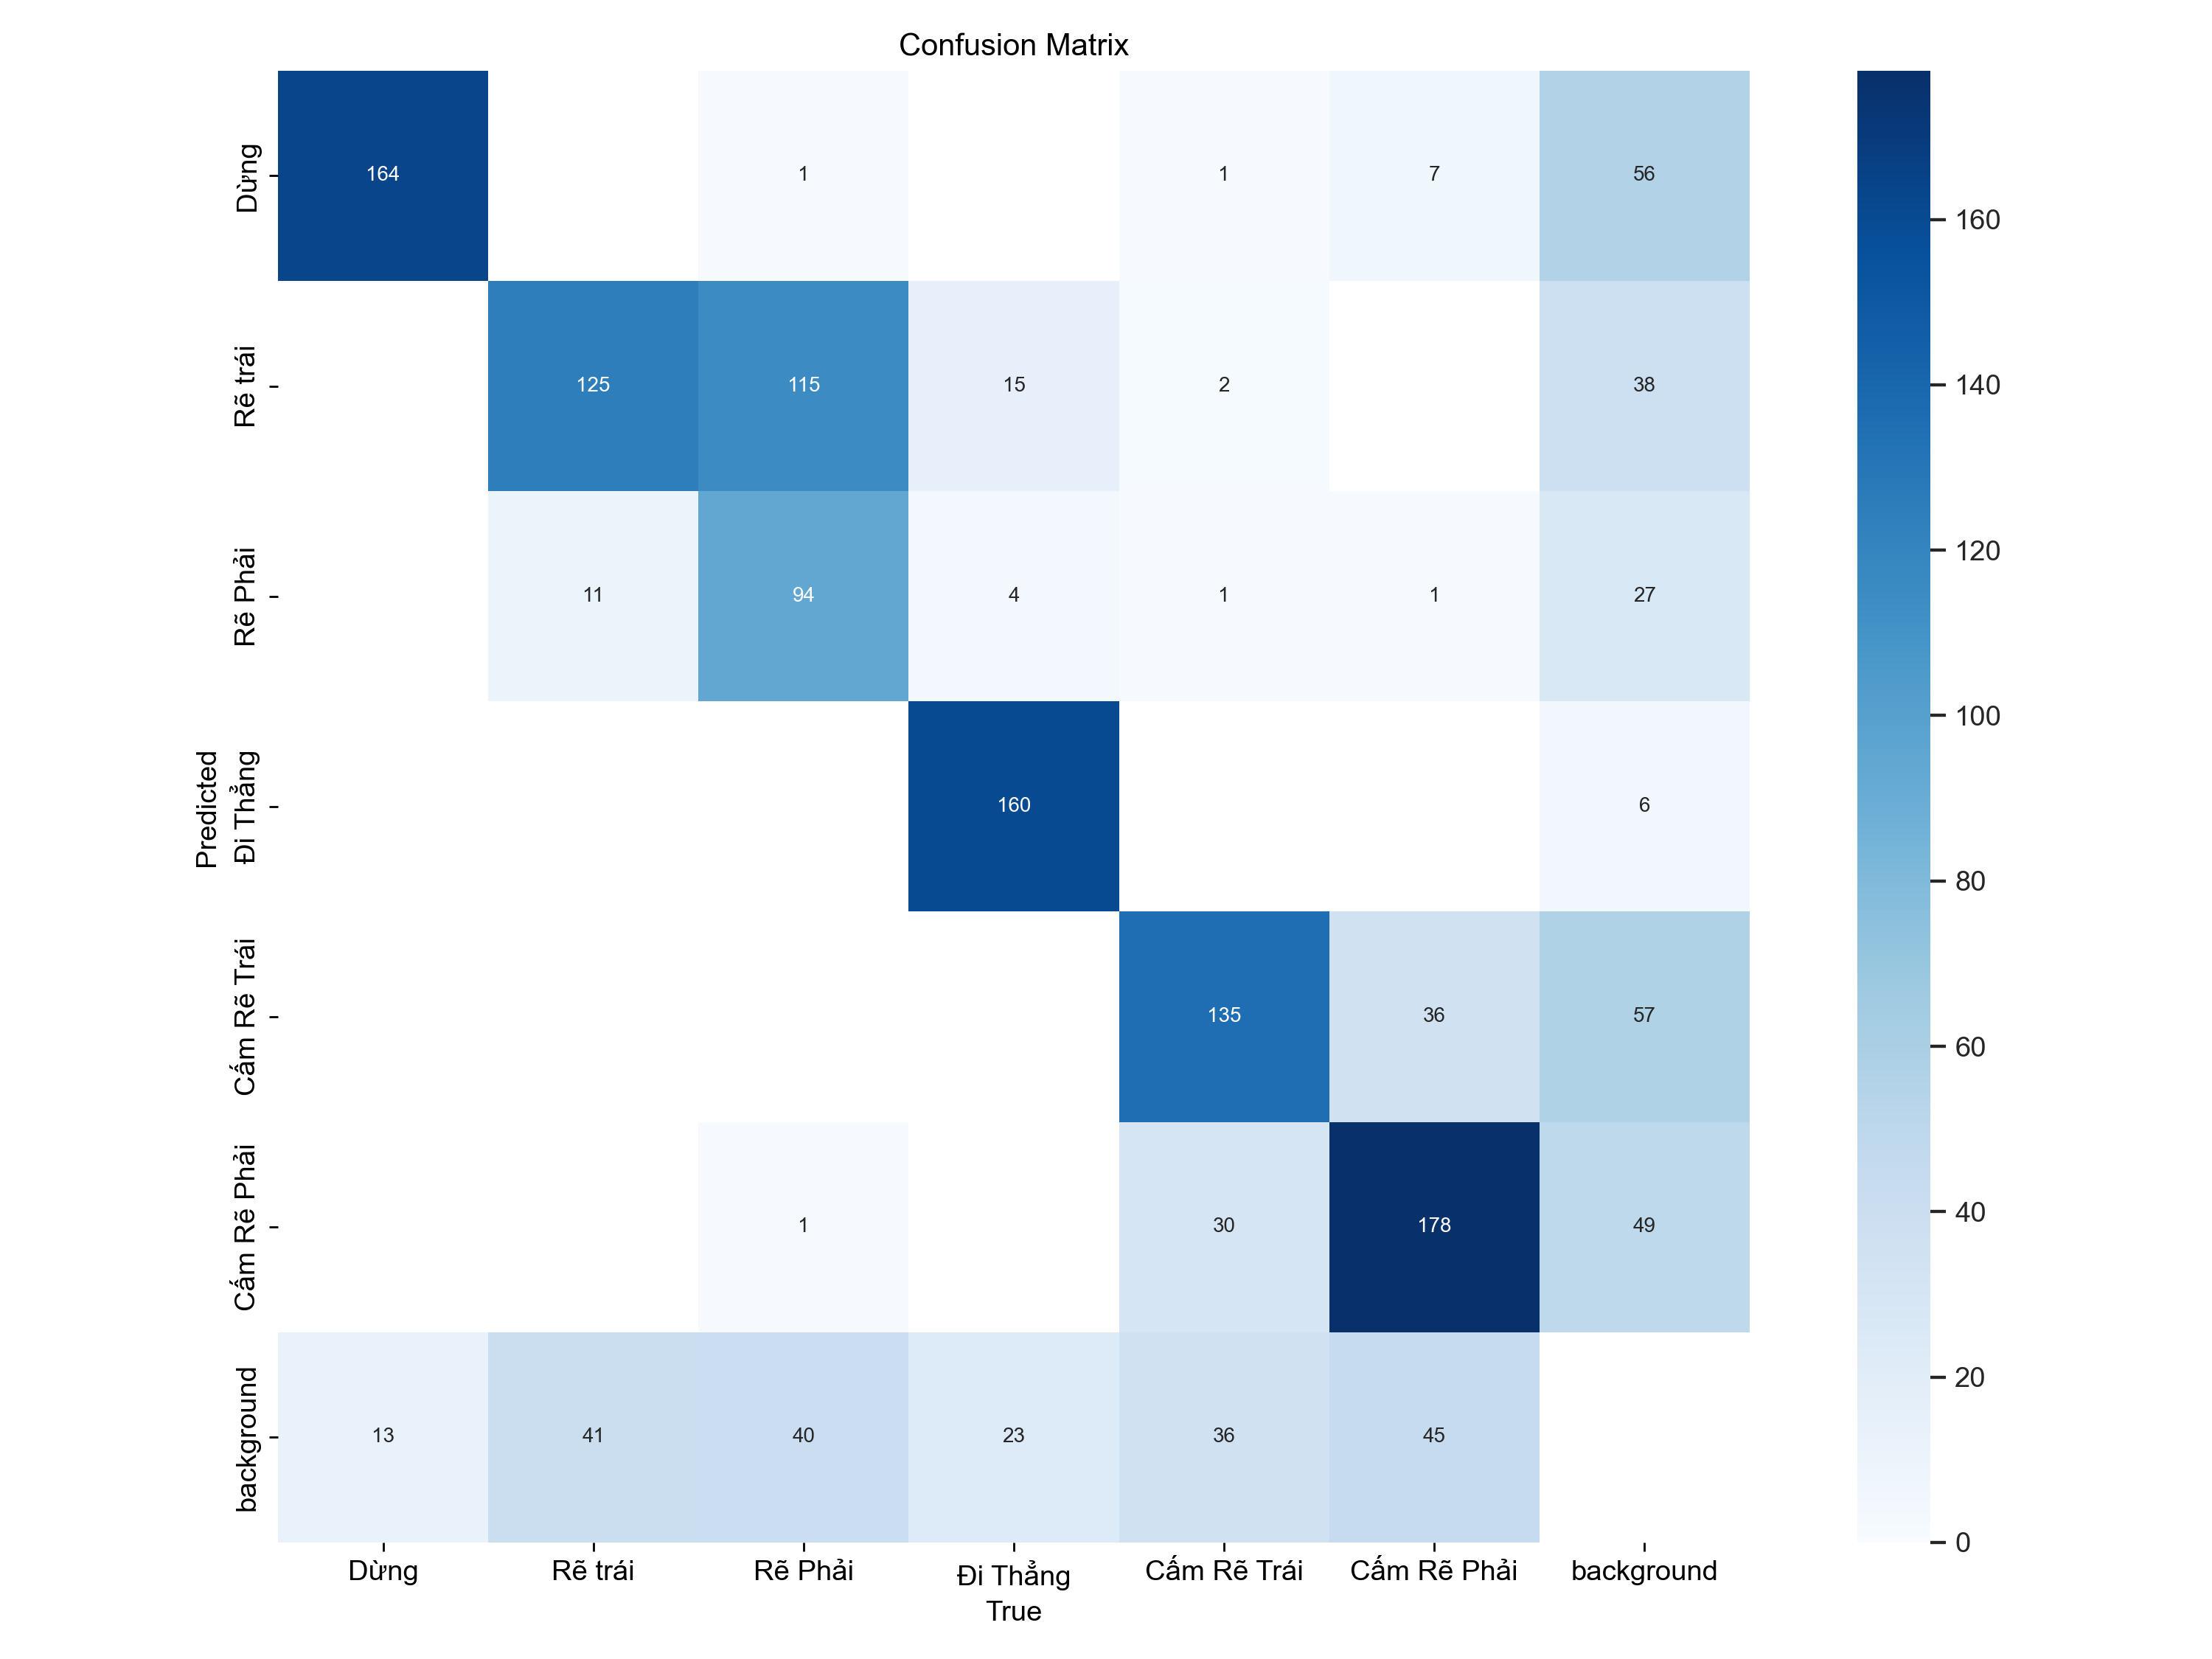 Confusion Matrix
Dừng 164 1 1 7 56
Rẽ trái 125 115 15 2 38
Rẽ Phải 11 94 4 1 1 27
Đi Thẳng 160 6
Cấm Rẽ Trái 135 36 57
Cấm Rẽ Phải 1 30 178 49
background 13 41 40 23 36 45
Predicted
Dừng Rẽ trái Rẽ Phải Đi Thẳng Cấm Rẽ Trái Cấm Rẽ Phải background
True
160
140
120
100
80
60
40
20
0